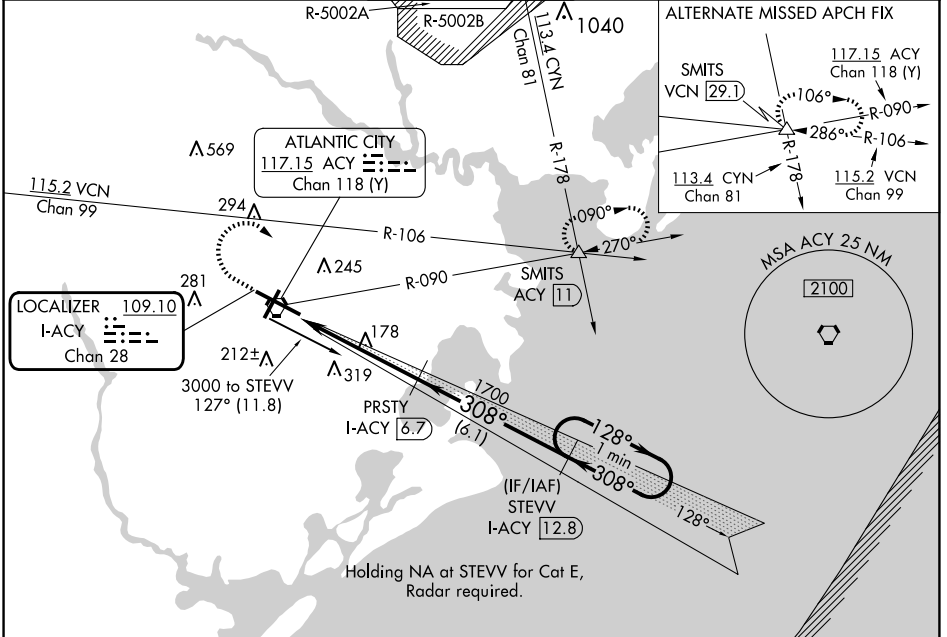 R-5002A
R-5002B
113.4 CYN
Chan 81
1040
R-178
ALTERNATE MISSED APCH FIX
SMITS
VCN 29.1
117.15 ACY
Chan 118 (Y)
106°
R-090
286°
R-106
R-178
113.4 CYN
Chan 81
115.2 VCN
Chan 99
569
ATLANTIC CITY
117.15 ACY
Chan 118 (Y)
115.2 VCN
Chan 99
294
R-106
090°
270°
245
R-090
SMITS
ACY 11
MSA ACY 25 NM
2100
281
LOCALIZER 109.10
I-ACY
Chan 28
178
212±
319
3000 to STEVV
127° (11.8)
PRSTY
I-ACY 6.7
1700
308°
(6.1)
128°
1 min
308°
(IF/IAF)
STEVV
I-ACY 12.8
128°
Holding NA at STEVV for Cat E,
Radar required.